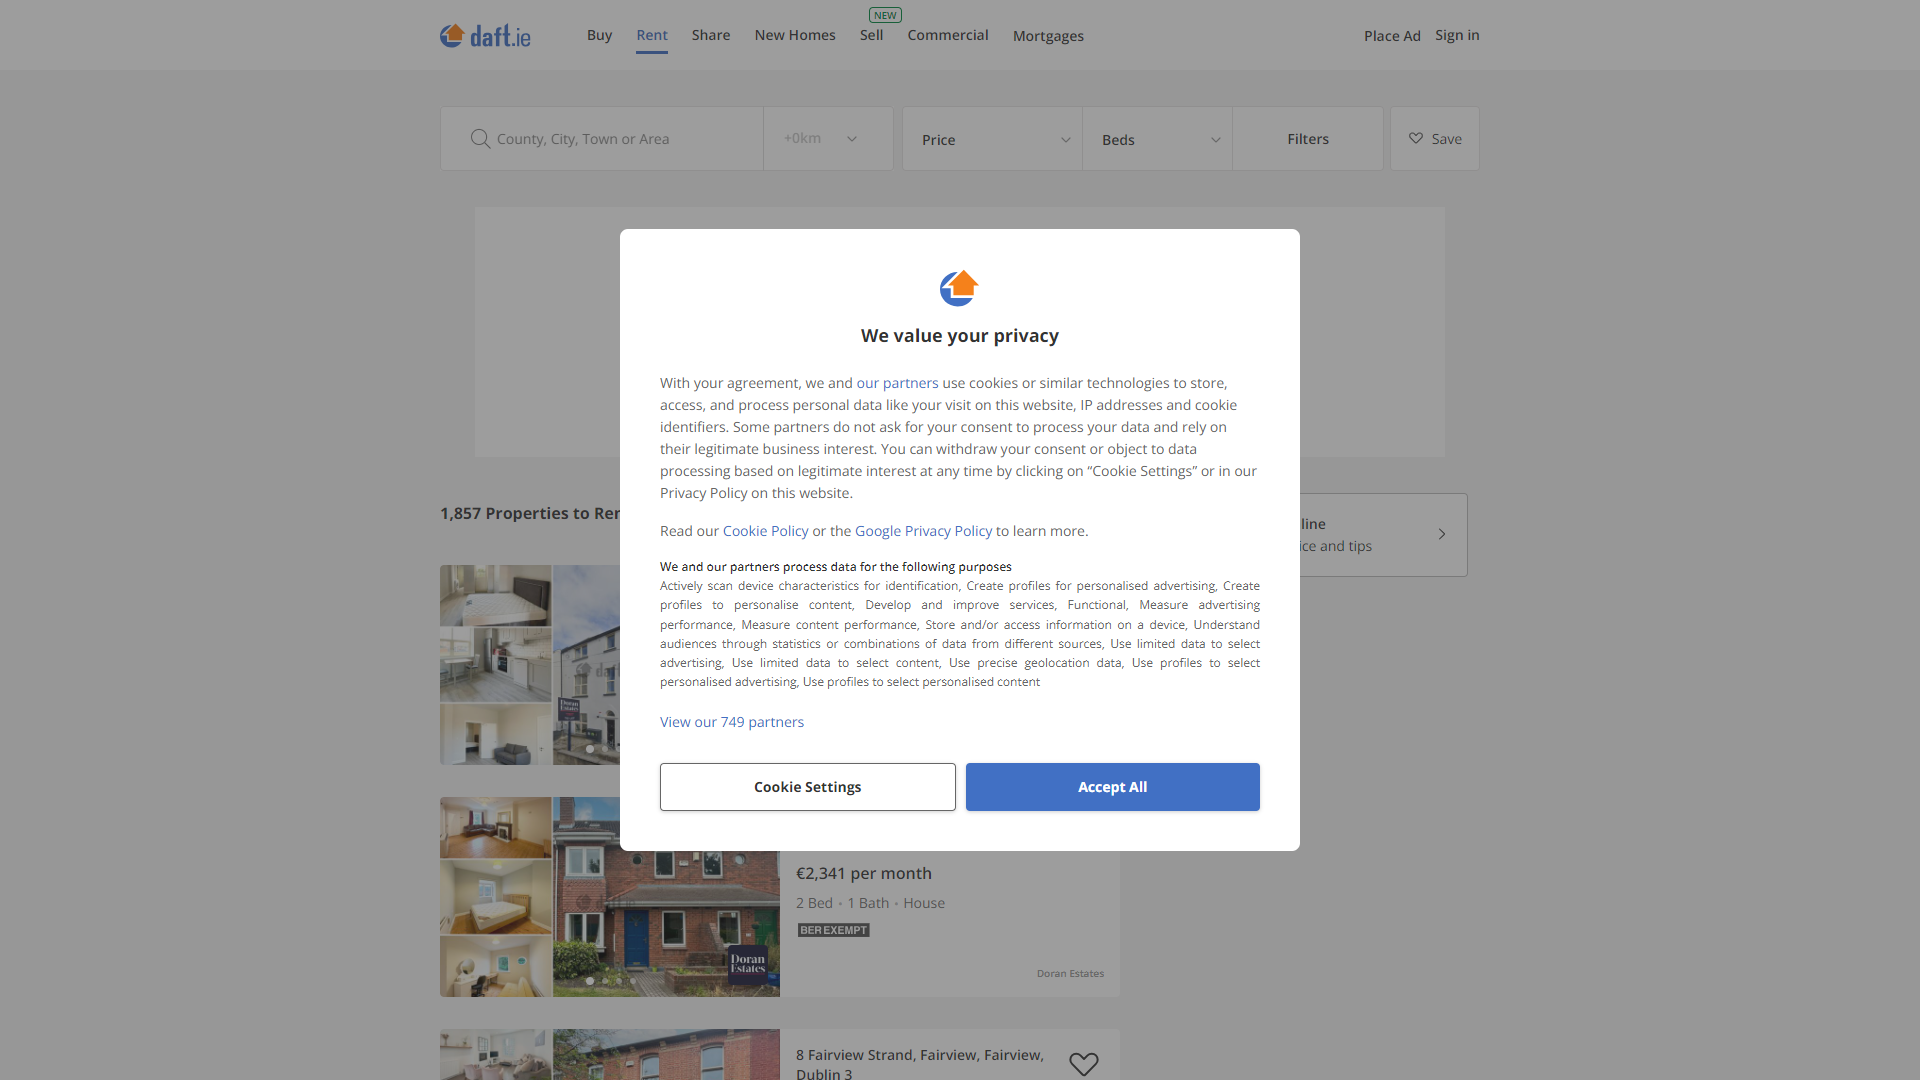 daft.ie
Buy
Rent
Share
New Homes
NEW
Sell
Commercial
Mortgages
Place Ad
Sign in
County, City, Town or Area
+0km
Price
Beds
Filters
Save
We value your privacy
With your agreement, we and our partners use cookies or similar technologies to store,
access, and process personal data like your visit on this website, IP addresses and cookie
identifiers. Some partners do not ask for your consent to process your data and rely on
their legitimate business interest. You can withdraw your consent or object to data
processing based on legitimate interest at any time by clicking on “Cookie Settings” or in our
Privacy Policy on this website.
Read our Cookie Policy or the Google Privacy Policy to learn more.
We and our partners process data for the following purposes
Actively scan device characteristics for identification, Create profiles for personalised advertising, Create
profiles to personalise content, Develop and improve services, Functional, Measure advertising
performance, Measure content performance, Store and/or access information on a device, Understand
audiences through statistics or combinations of data from different sources, Use limited data to select
advertising, Use limited data to select content, Use precise geolocation data, Use profiles to select
personalised advertising, Use profiles to select personalised content
View our 749 partners
Cookie Settings
Accept All
1,857 Properties to Ren
line
ice and tips
Doran
Estates
€2,341 per month
2 Bed • 1 Bath • House
BER EXEMPT
Doran Estates
daft.ie
Doran
Estates
8 Fairview Strand, Fairview, Fairview,
Dublin 3